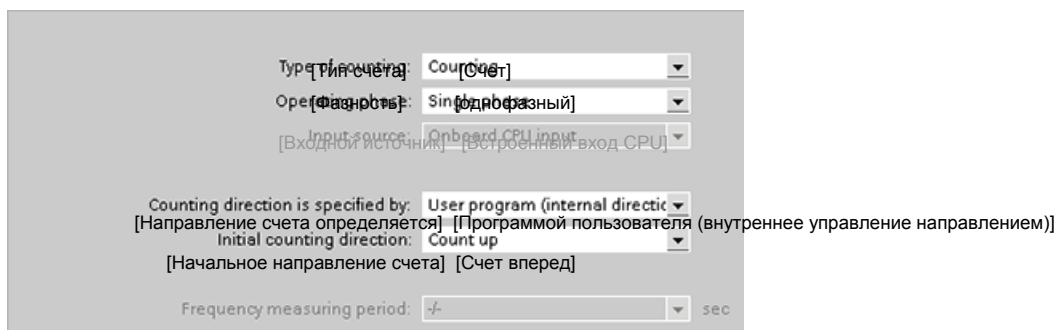 Type of counting: Counting
[Тип счета] [Счет]
Operating phase: Single phase
[Фазность] [однофазный]
Input source: Onboard CPU input
[Входной источник] [Встроенный вход CPU]
Counting direction is specified by: User program (internal directic
[Направление счета определяется] [Программой пользователя (внутреннее управление направлением)]
Initial counting direction: Count up
[Начальное направление счета] [Счет вперед]
Frequency measuring period: -/- sec